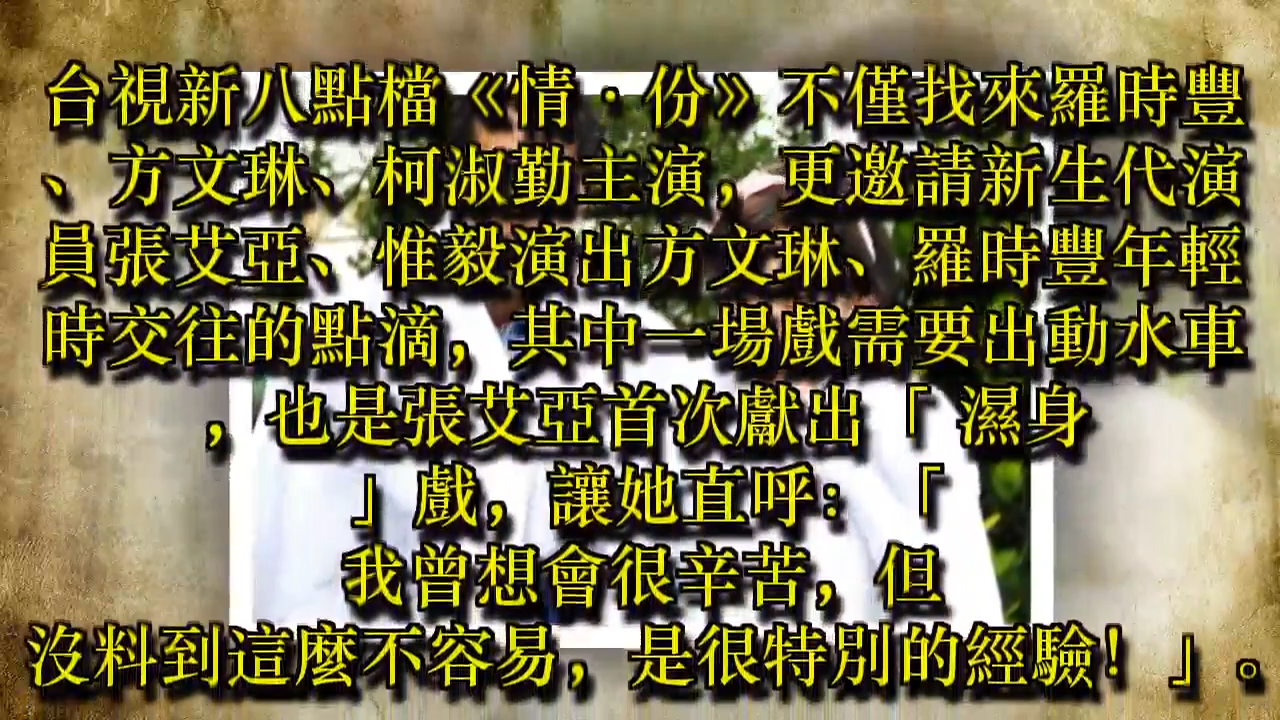 台視新八點檔《情·份》不僅找來羅時豐
、方文琳、柯淑勤主演，更邀請新生代演
員張艾亞、惟毅演出方文琳、羅時豐年輕
時交往的點滴，其中一場戲需要出動水車
，也是張艾亞首次獻出「濕身
」戲，讓她直呼：「
我曾想會很辛苦，但
沒料到這麼不容易，是很特別的經驗！」。